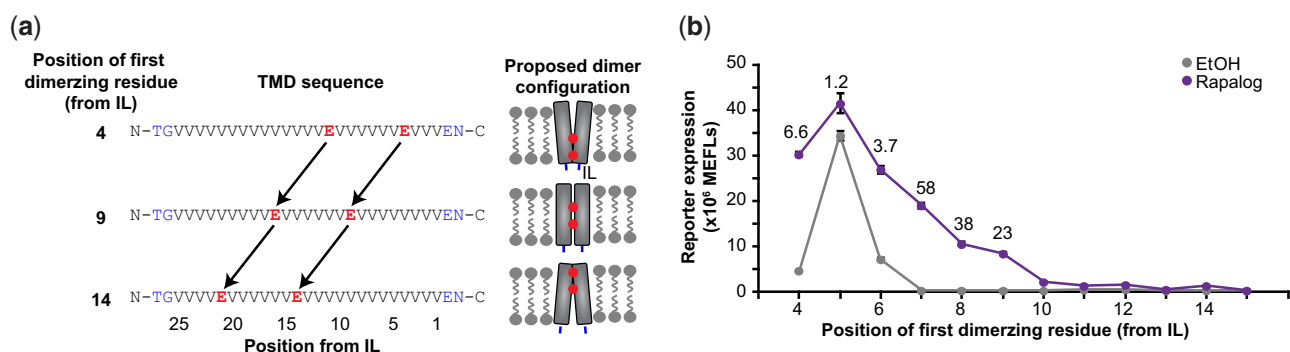 (a)
Position of first
dimerzing residue
(from IL)
TMD sequence
Proposed dimer
configuration
4
N-TGVVVVVVVVVVVVVVEVVVVVVEVVVEN-C
IL
9
N-TGVVVVVVVVVEVVVVVVEVVVVVVVVEN-C
14
N-TGVVVVEVVVVVVEVVVVVVVVVVVVVEN-C
25 20 15 10 5 1
Position from IL
(b)
Reporter expression
(x10⁶ MEFLs)
50
40
30
20
10
0
6.6
1.2
3.7
58
38
23
EtOH
Rapalog
4 6 8 10 12 14
Position of first dimerzing residue (from IL)